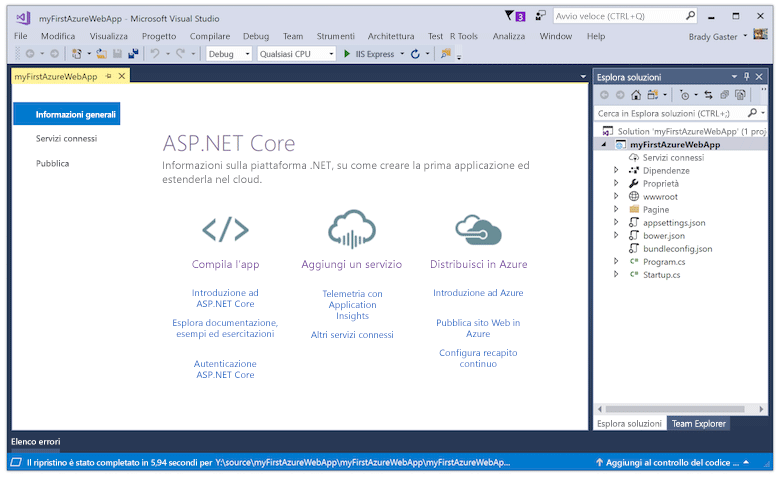 myFirstAzureWebApp - Microsoft Visual Studio
3
Avvio veloce (CTRL+Q)
File Modifica Visualizza Progetto Compilare Debug Team Strumenti Architettura Test R Tools Analizza Window Help Brady Gaster
Debug Qualsiasi CPU IIS Express
myFirstAzureWebApp
Informazioni generali
Servizi connessi
Pubblica
ASP.NET Core
Informazioni sulla piattaforma .NET, su come creare la prima applicazione ed
estenderla nel cloud.
Compila l'app
Introduzione ad
ASP.NET Core
Esplora documentazione,
esempi ed esercitazioni
Autenticazione
ASP.NET Core
Aggiungi un servizio
Telemetria con
Application
Insights
Altri servizi connessi
Distribuisci in Azure
Introduzione ad Azure
Pubblica sito Web in
Azure
Configura recapito
continuo
Esplora soluzioni
Cerca in Esplora soluzioni (CTRL+;)
Solution 'myFirstAzureWebApp' (1 proj
myFirstAzureWebApp
Servizi connessi
Dipendenze
Proprietà
wwwroot
Pagine
appsettings.json
bower.json
bundleconfig.json
C# Program.cs
C# Startup.cs
Esplora soluzioni Team Explorer
Elenco errori
Il ripristino è stato completato in 5,94 secondi per Y:\source\myFirstAzureWebApp\myFirstAzureWebApp\myFirstAzureWebAp...
Aggiungi al controllo del codice ...